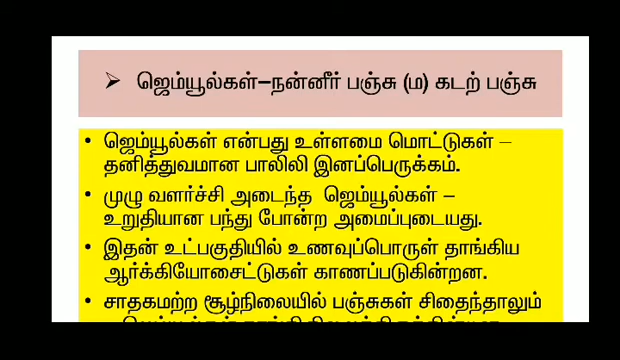 ➢ ஜெம்யூல்கள்–நன்னீர் பஞ்சு (ம) கடற் பஞ்சு
• ஜெம்யூல்கள் என்பது உள்ளமை மொட்டுகள் –
தனித்துவமான பாலிலி இனப்பெருக்கம்.
• முழு வளர்ச்சி அடைந்த ஜெம்யூல்கள் –
உறுதியான பந்து போன்ற அமைப்புடையது.
• இதன் உட்பகுதியில் உணவுப்பொருள் தாங்கிய
ஆர்க்கியோசைட்டுகள் காணப்படுகின்றன.
• சாதகமற்ற சூழ்நிலையில் பஞ்சுகள் சிதைந்தாலும்